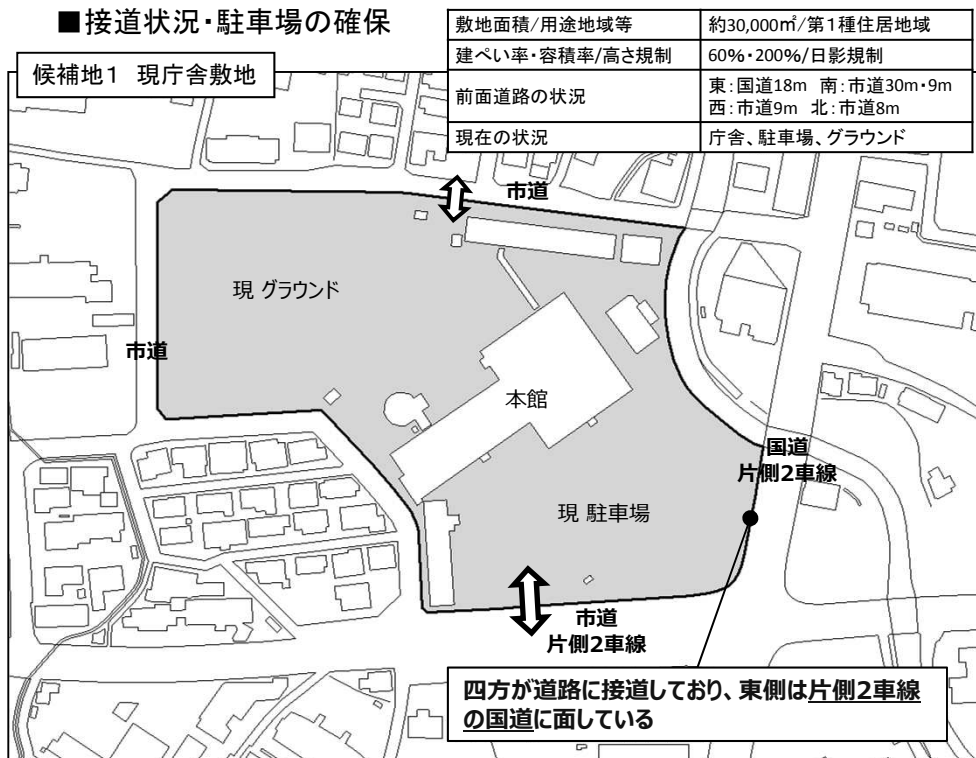 ■接道状況・駐車場の確保
敷地面積/用途地域等 約30,000㎡/第1種住居地域
建ぺい率・容積率/高さ規制 60%・200%/日影規制
前面道路の状況 東:国道18m 南:市道30m・9m
西:市道9m 北:市道8m
現在の状況 庁舎、駐車場、グラウンド
候補地1 現庁舎敷地
市道
現 グラウンド
市道
本館
国道
片側2車線
現 駐車場
市道
片側2車線
四方が道路に接道しており、東側は片側2車線
の国道に面している